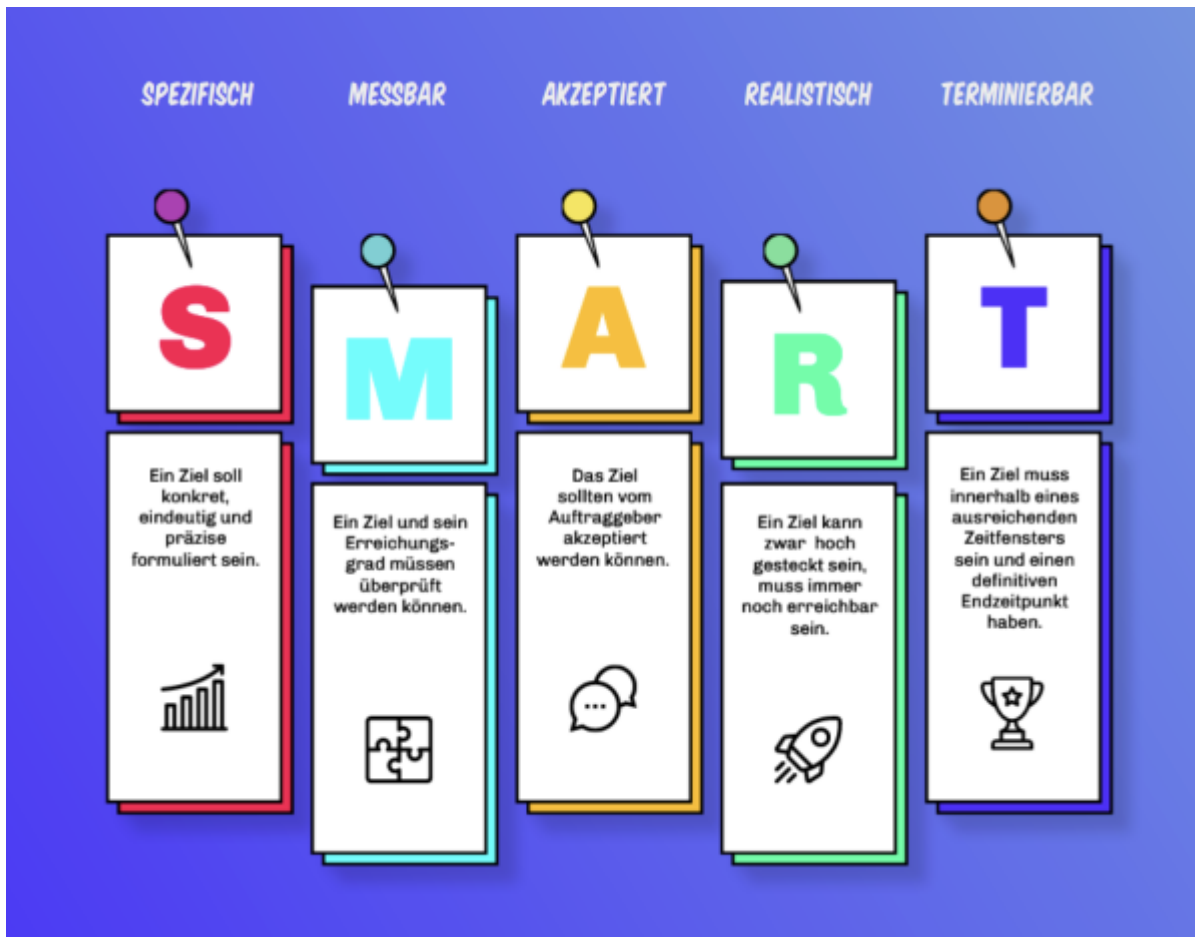 SPEZIFISCH
MESSBAR
AKZEPTIERT
REALISTISCH
TERMINIERBAR
S
M
A
R
T
Ein Ziel soll
konkret,
eindeutig und
präzise
formuliert sein.
Ein Ziel und sein
Erreichungs-
grad müssen
überprüft
werden können.
Das Ziel
sollten vom
Auftraggeber
akzeptiert
werden können.
Ein Ziel kann
zwar hoch
gesteckt sein,
muss immer
noch erreichbar
sein.
Ein Ziel muss
innerhalb eines
ausreichenden
Zeitfensters
sein und einen
definitiven
Endzeitpunkt
haben.